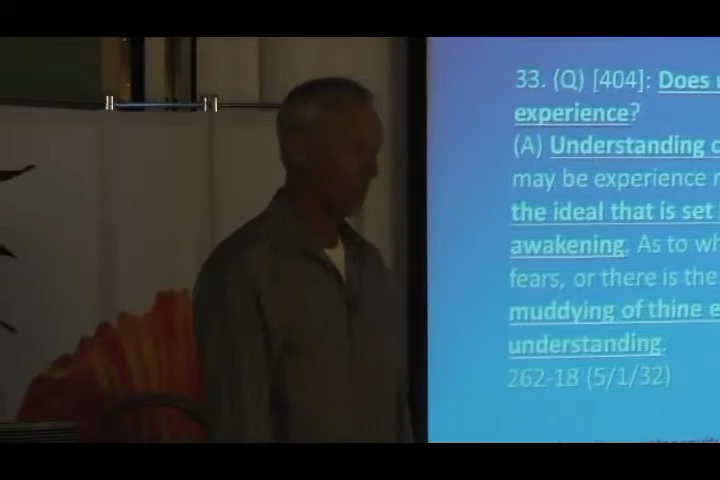 33. (Q) [404]: Does
experience?
(A) Understanding
may be experience
the ideal that is set
awakening. As to
fears, or there is the
muddying of thine
understanding.
262-18 (5/1/32)